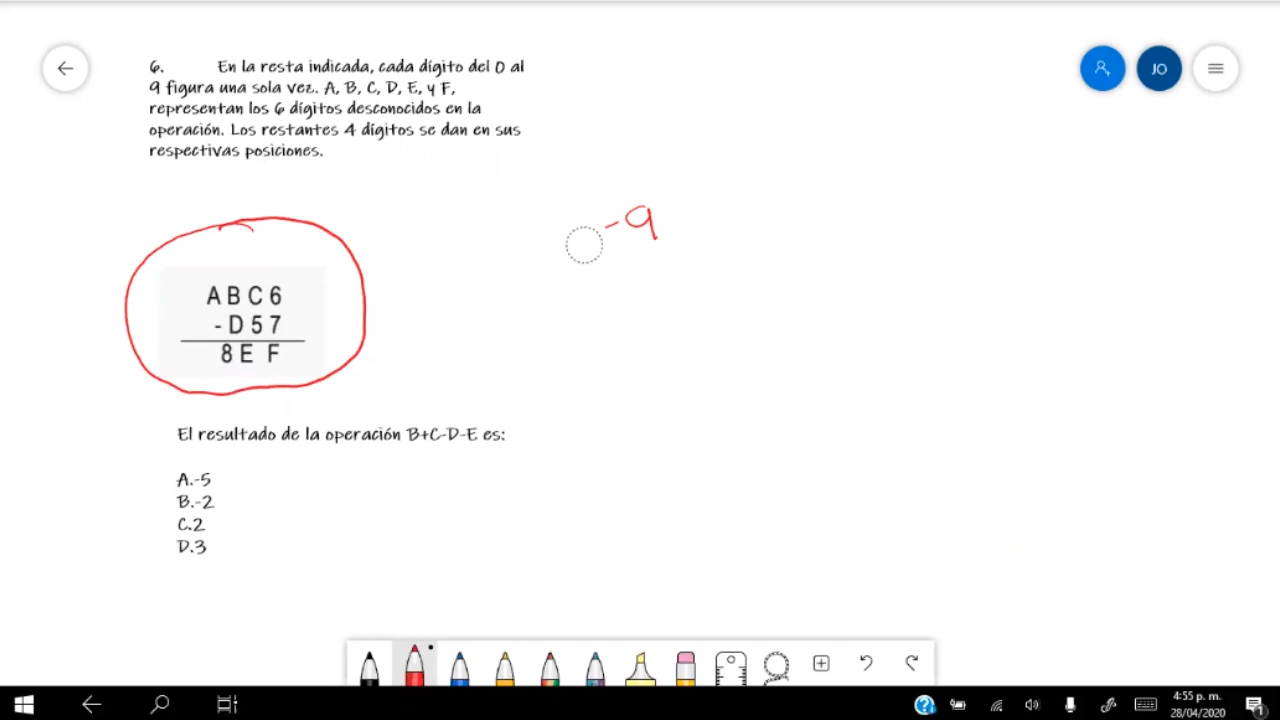 JO
6. En la resta indicada, cada dígito del 0 al
9 figura una sola vez. A, B, C, D, E, y F,
representan los 6 dígitos desconocidos en la
operación. Los restantes 4 dígitos se dan en sus
respectivas posiciones.
-9
A B C 6
- D 5 7
8 E F
El resultado de la operación B+C-D-E es:
A.-5
B.-2
C.2
D.3
4:55 p. m.
28/04/2020
1